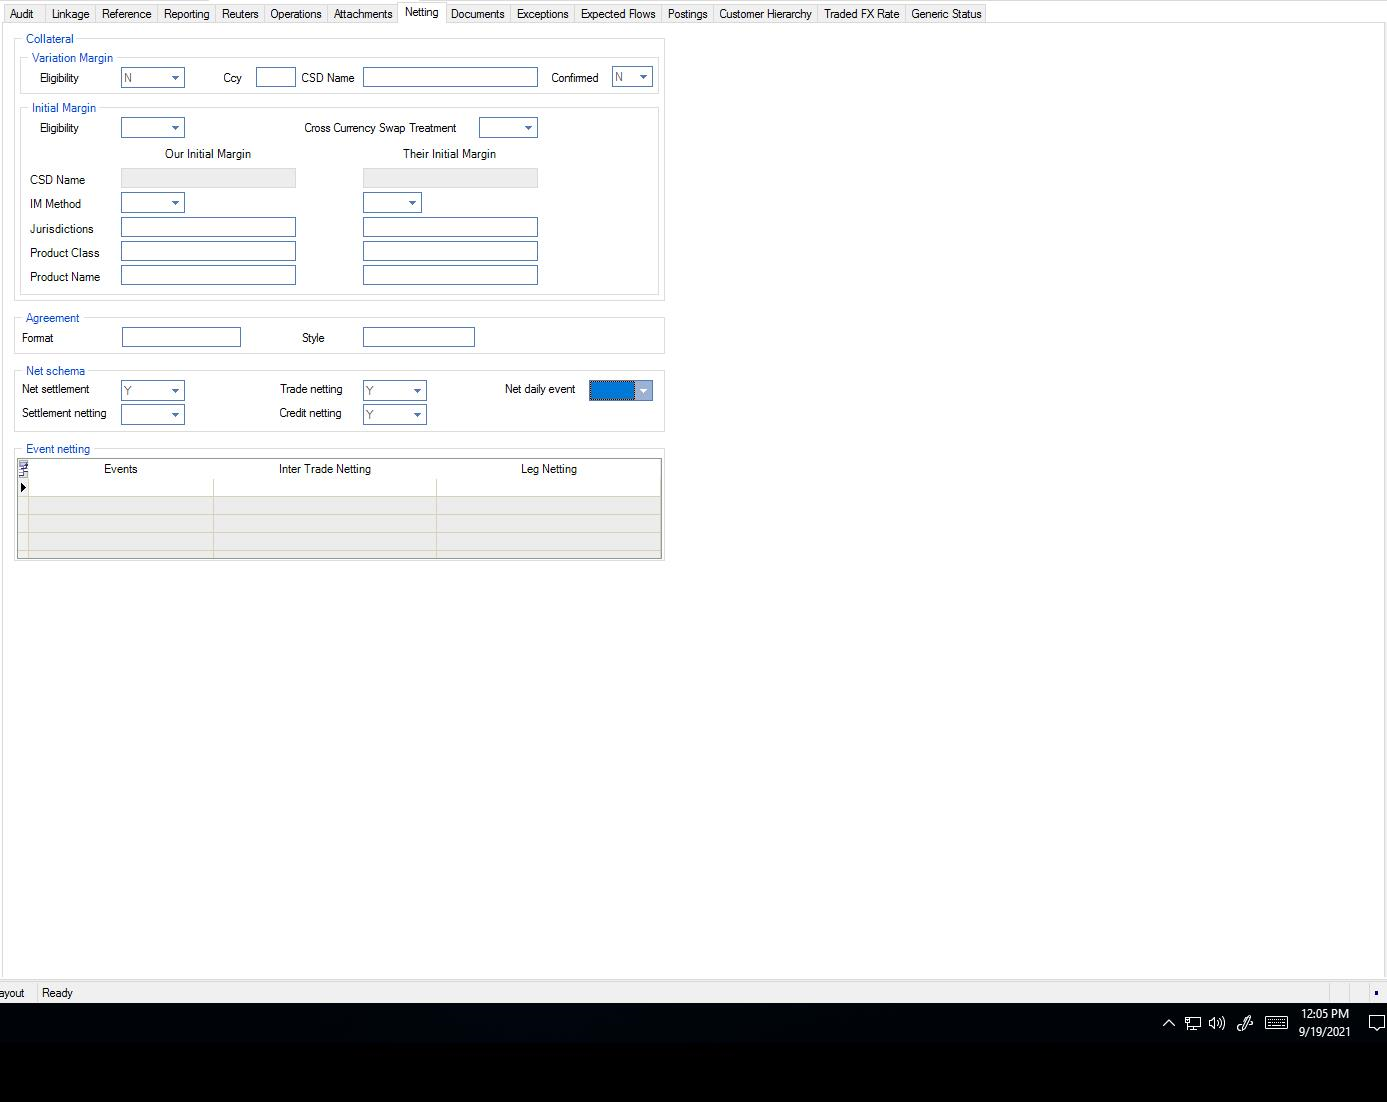 Audit Linkage Reference Reporting Reuters Operations Attachments Netting Documents Exceptions Expected Flows Postings Customer Hierarchy Traded FX Rate Generic Status
Collateral
Variation Margin
Eligibility N Ccy CSD Name Confirmed N
Initial Margin
Eligibility Cross Currency Swap Treatment
Our Initial Margin Their Initial Margin
CSD Name
IM Method
Jurisdictions
Product Class
Product Name
Agreement
Format Style
Net schema
Net settlement Y Trade netting Y Net daily event
Settlement netting Credit netting Y
Event netting
Events Inter Trade Netting Leg Netting
ayout Ready
12:05 PM
9/19/2021